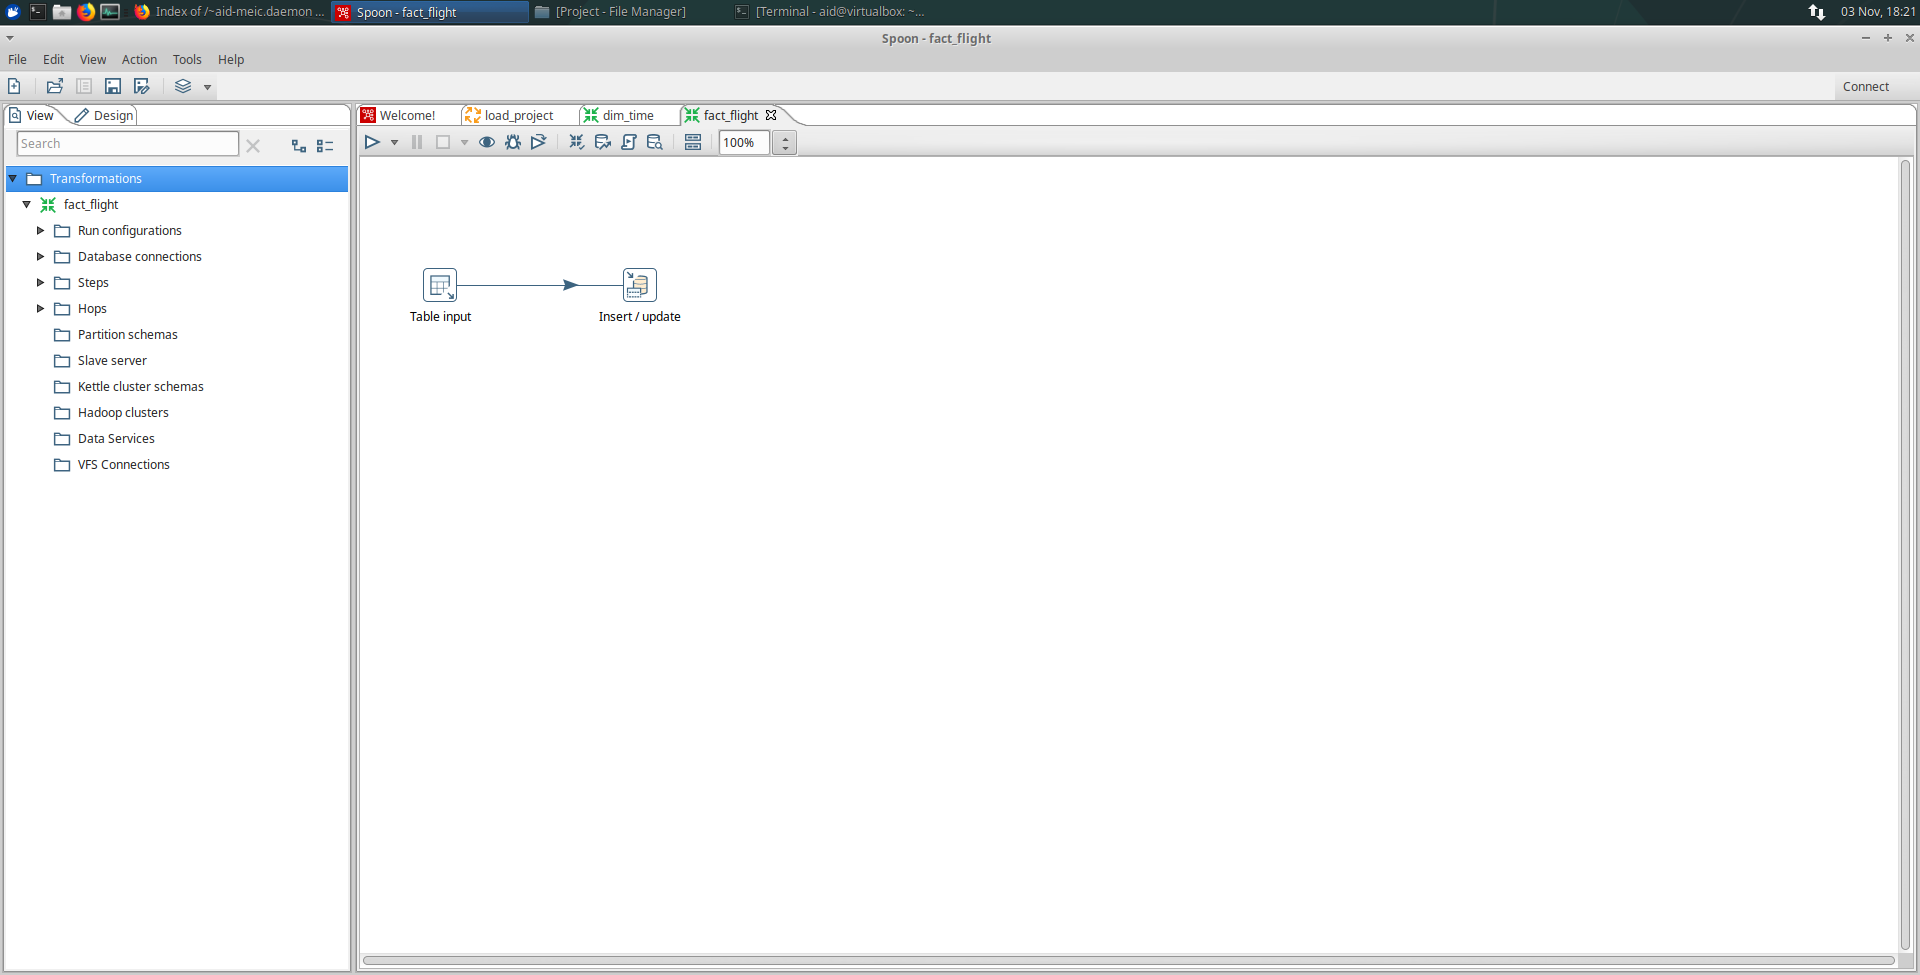 Index of /~aid-meic.daemon ...
Spoon - fact_flight
[Project - File Manager]
[Terminal - aid@virtualbox: ~...
03 Nov, 18:21
Spoon - fact_flight
File Edit View Action Tools Help
Connect
View Design
Welcome! load_project dim_time fact_flight
Search
100%
Transformations
fact_flight
Run configurations
Database connections
Steps
Hops
Partition schemas
Slave server
Kettle cluster schemas
Hadoop clusters
Data Services
VFS Connections
Table input
Insert / update